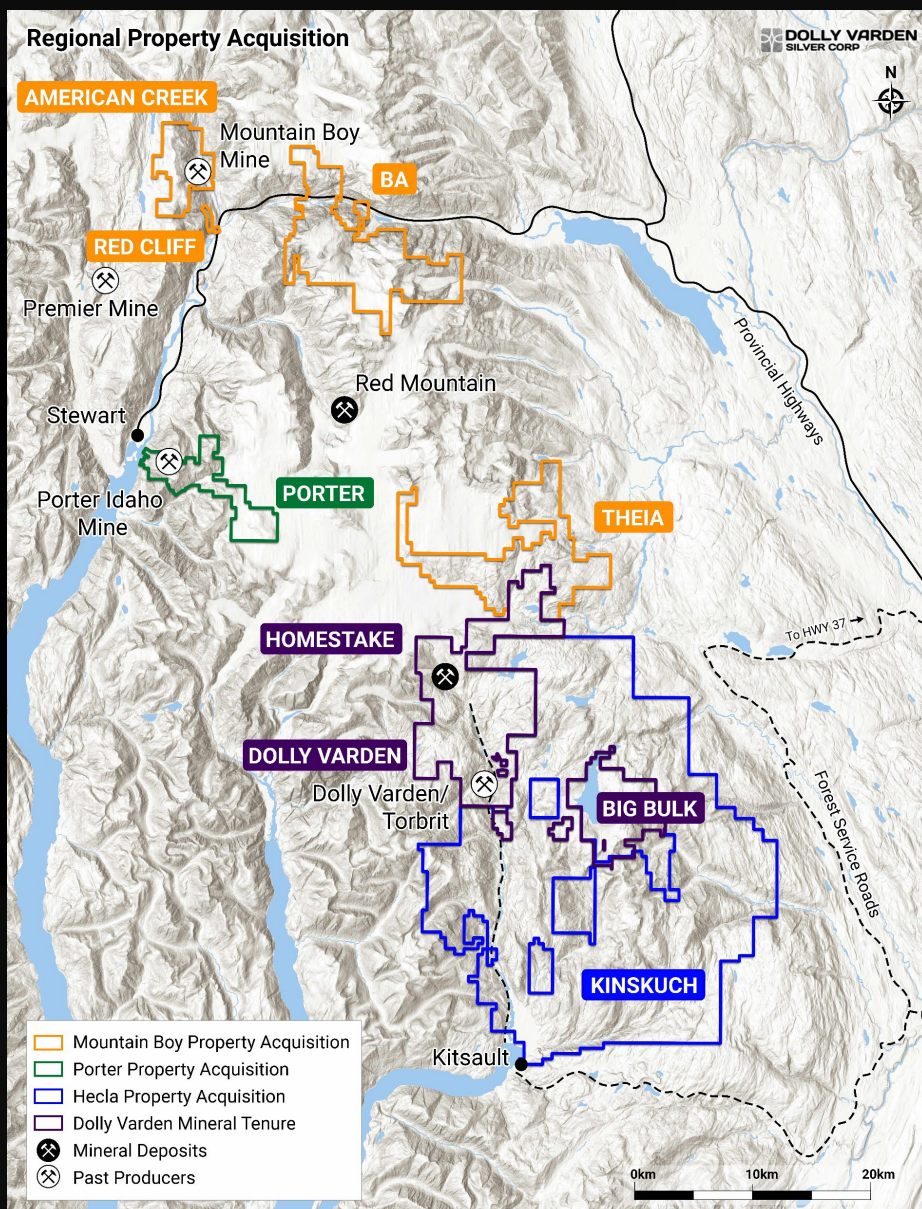 Regional Property Acquisition
DOLLY VARDEN
SILVER CORP
N
AMERICAN CREEK
Mountain Boy
Mine
BA
RED CLIFF
Premier Mine
Provincial Highways
Red Mountain
Stewart
PORTER
Porter Idaho
Mine
THEIA
To HWY 37
HOMESTAKE
DOLLY VARDEN
Dolly Varden/
Torbrit
BIG BULK
Forest Service Roads
KINSKUCH
Kitsault
Mountain Boy Property Acquisition
Porter Property Acquisition
Hecla Property Acquisition
Dolly Varden Mineral Tenure
Mineral Deposits
Past Producers
0km 10km 20km